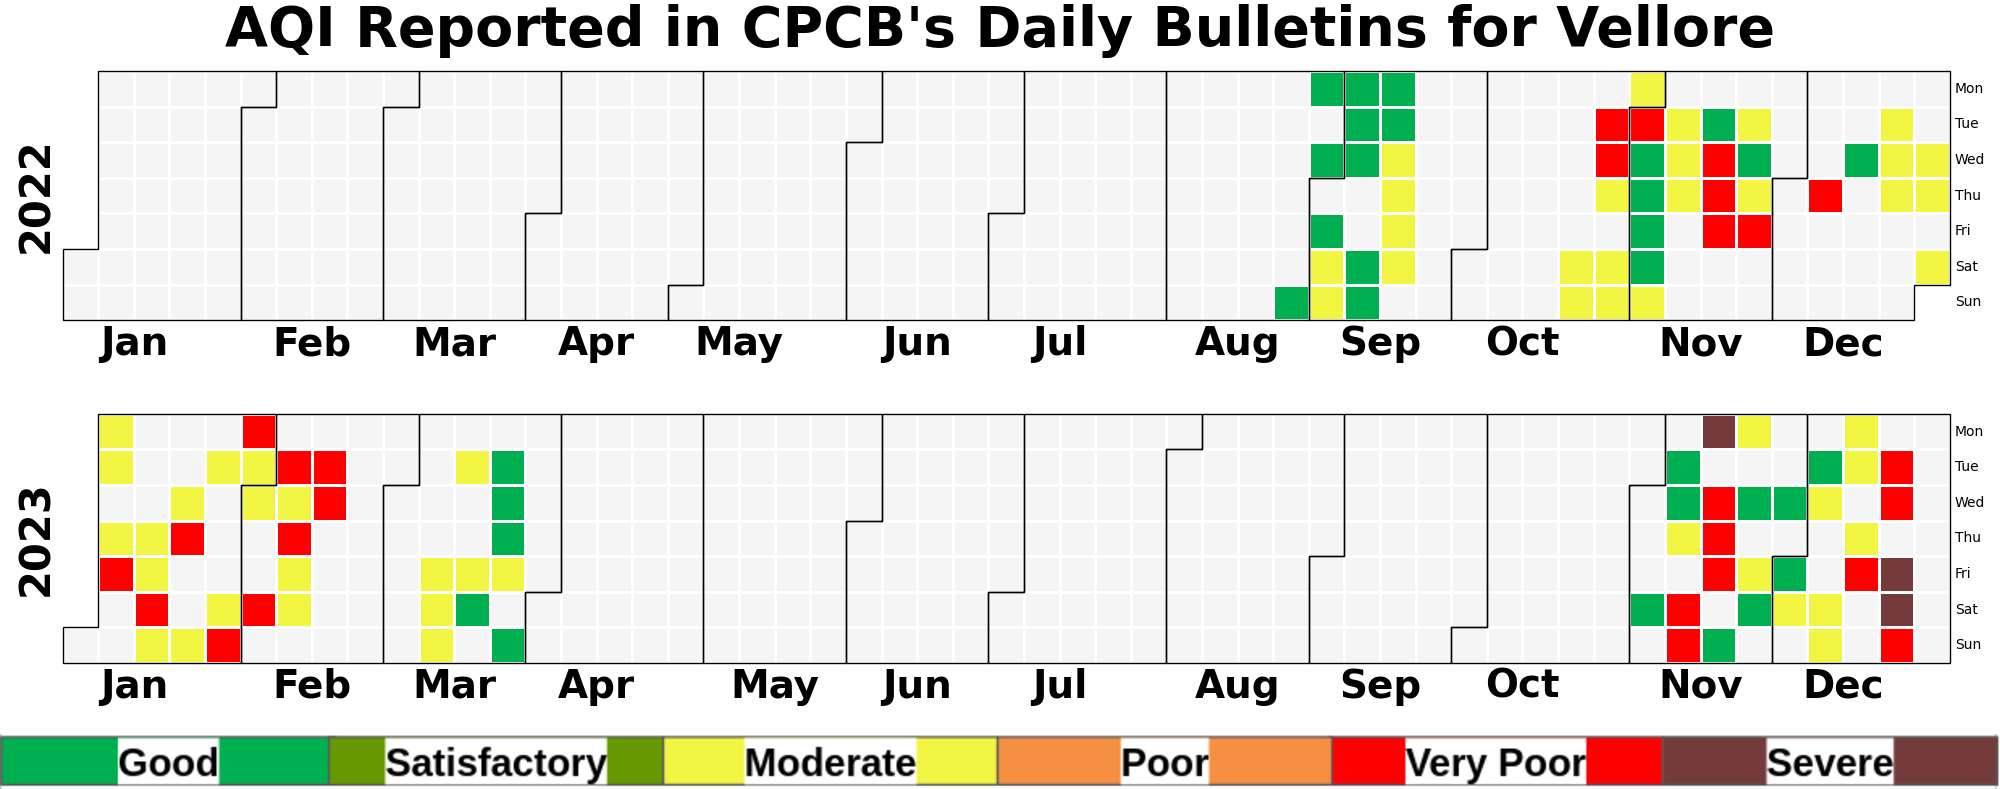 AQI Reported in CPCB's Daily Bulletins for Vellore
2022
Mon
Tue
Wed
Thu
Fri
Sat
Sun
Jan Feb Mar Apr May Jun Jul Aug Sep Oct Nov Dec
2023
Mon
Tue
Wed
Thu
Fri
Sat
Sun
Jan Feb Mar Apr May Jun Jul Aug Sep Oct Nov Dec
Good Satisfactory Moderate Poor Very Poor Severe